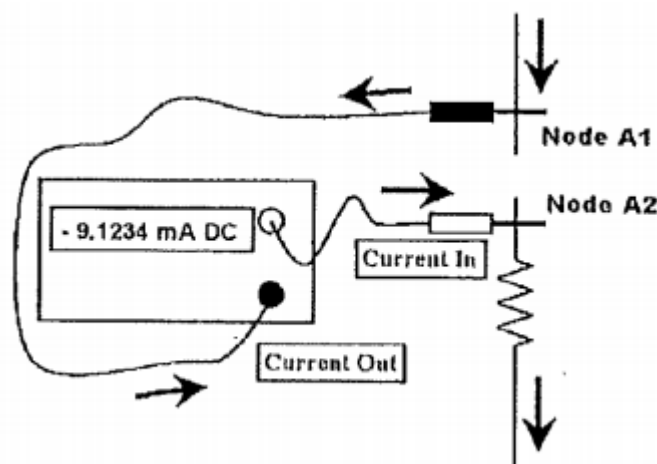 Node A1
Node A2
- 9.1234 mA DC
Current In
Current Out